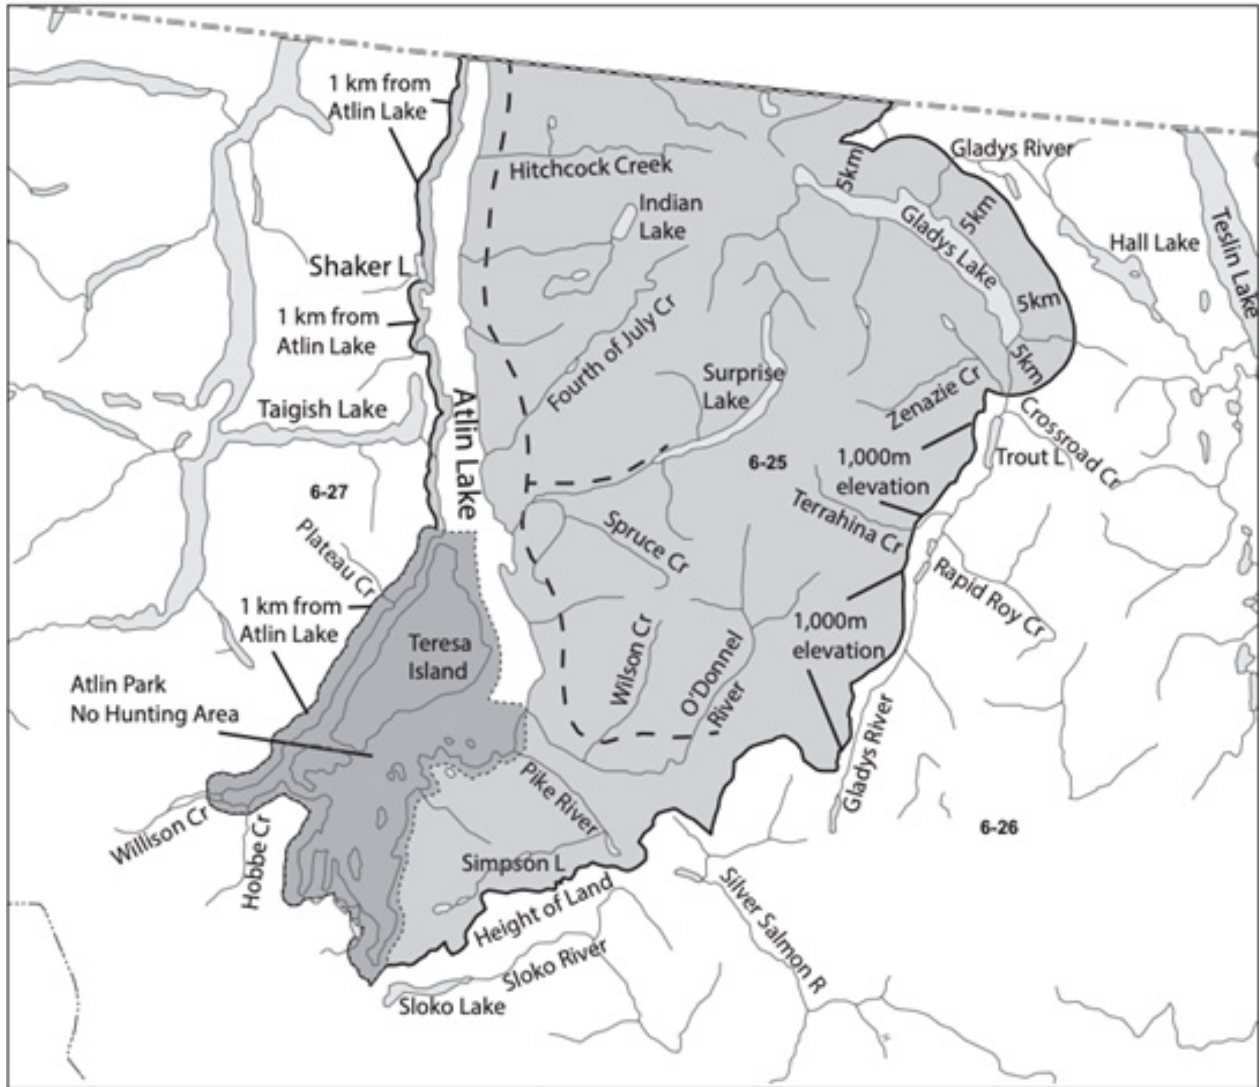 1 km from
Atlin Lake
Hitchcock Creek
Indian
Lake
5km
Gladys River
5km
Gladys Lake
Hall Lake
Teslin Lake
Shaker L
1 km from
Atlin Lake
5km
Fourth of July Cr
Surprise
Lake
5km
Zenazie Cr
Taigish Lake
Atlin Lake
Crossroad Cr
Trout L
6-27
6-25
1,000m
elevation
Terrahina Cr
Plateau Cr
Spruce Cr
Rapid Roy Cr
1 km from
Atlin Lake
Teresa
Island
Wilson Cr
O'Donnel
River
1,000m
elevation
Atlin Park
No Hunting Area
Gladys River
Pike River
Willison Cr
Hobbe Cr
6-26
Simpson L
Height of Land
Silver Salmon R
Sloko River
Sloko Lake